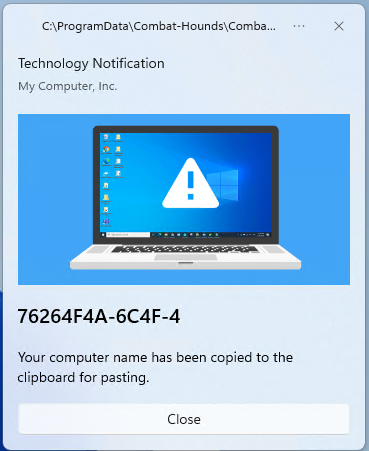 C:\ProgramData\Combat-Hounds\Comba...
Technology Notification
My Computer, Inc.
76264F4A-6C4F-4
Your computer name has been copied to the
clipboard for pasting.
Close